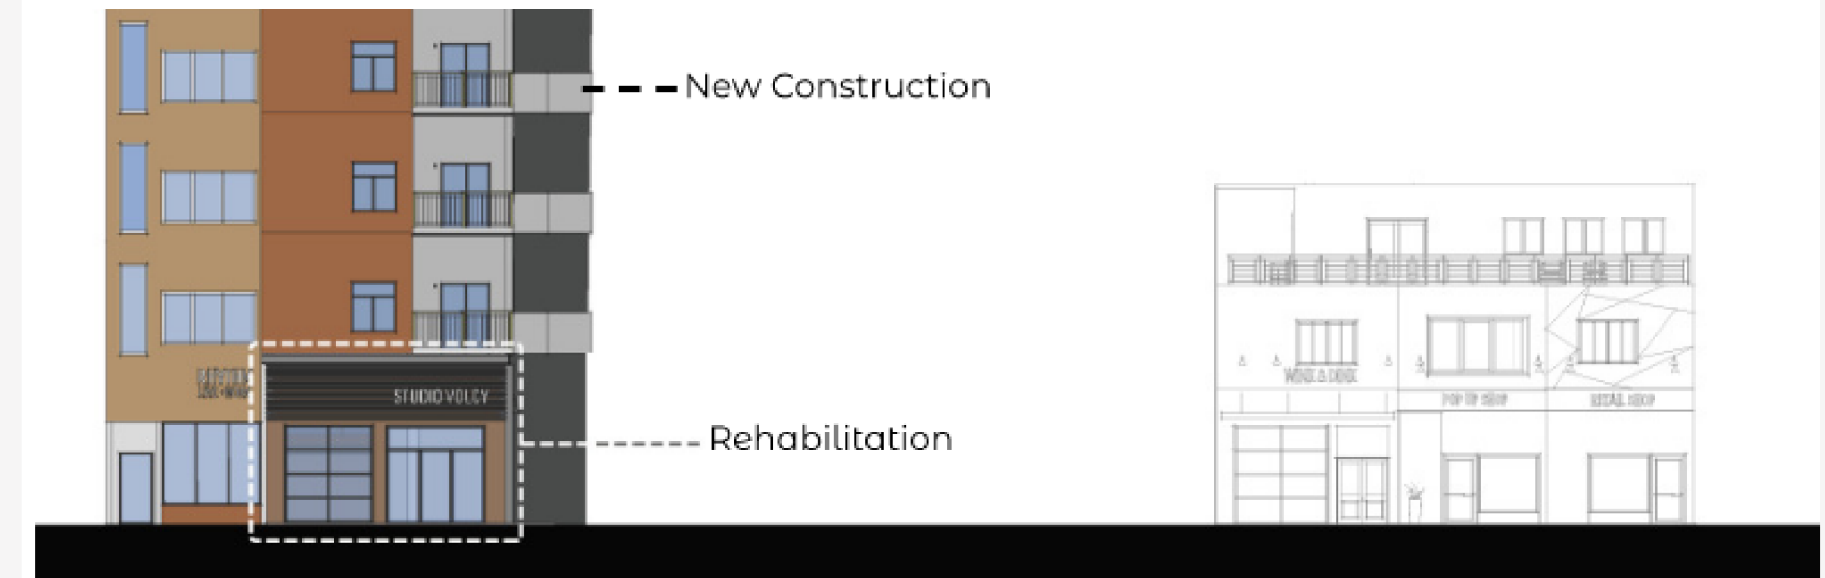 New Construction
STUDIO VOLCY
Rehabilitation
WINE & DINE
POP UP SHOP
RETAIL SHOP